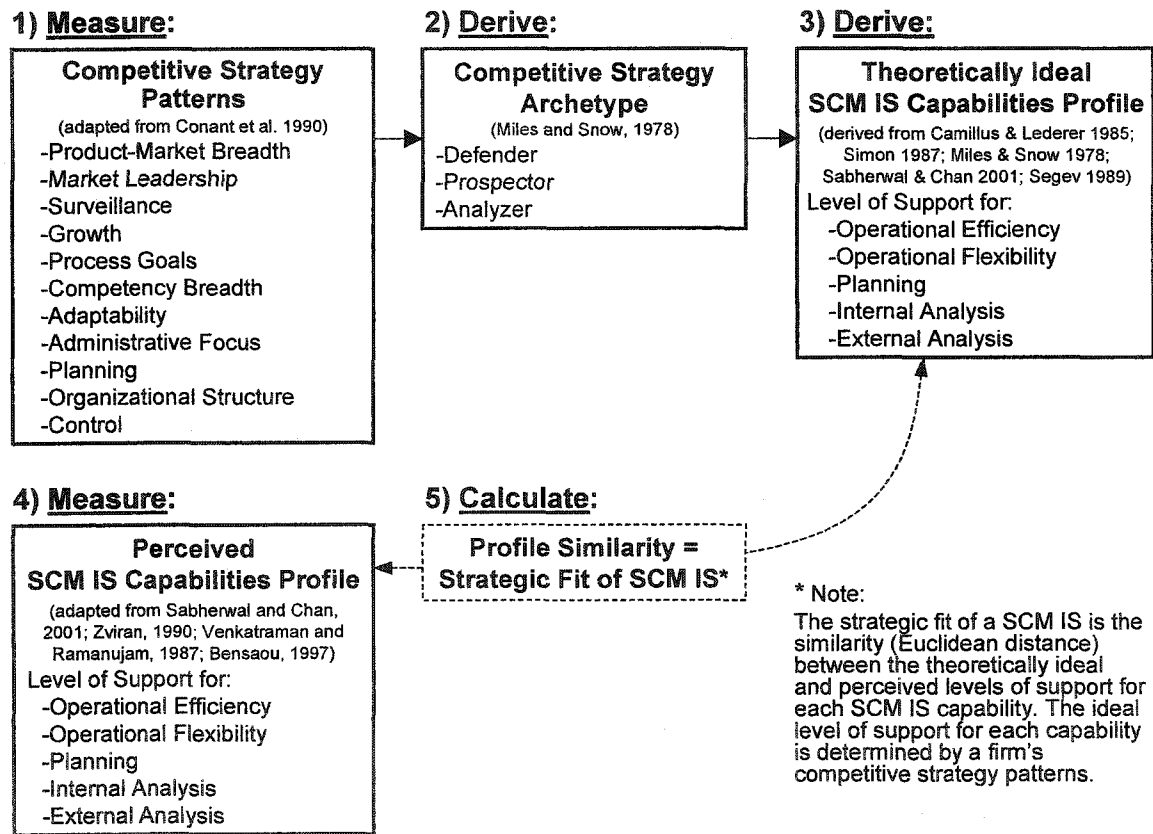 1) Measure:
Competitive Strategy
Patterns
(adapted from Conant et al. 1990)
-Product-Market Breadth
-Market Leadership
-Surveillance
-Growth
-Process Goals
-Competency Breadth
-Adaptability
-Administrative Focus
-Planning
-Organizational Structure
-Control
2) Derive:
Competitive Strategy
Archetype
(Miles and Snow, 1978)
-Defender
-Prospector
-Analyzer
3) Derive:
Theoretically Ideal
SCM IS Capabilities Profile
(derived from Camillus & Lederer 1985;
Simon 1987; Miles & Snow 1978;
Sabherwal & Chan 2001; Segev 1989)
Level of Support for:
-Operational Efficiency
-Operational Flexibility
-Planning
-Internal Analysis
-External Analysis
4) Measure:
Perceived
SCM IS Capabilities Profile
(adapted from Sabherwal and Chan,
2001; Zviran, 1990; Venkatraman and
Ramanujam, 1987; Bensaou, 1997)
Level of Support for:
-Operational Efficiency
-Operational Flexibility
-Planning
-Internal Analysis
-External Analysis
5) Calculate:
Profile Similarity =
Strategic Fit of SCM IS*
* Note:
The strategic fit of a SCM IS is the
similarity (Euclidean distance)
between the theoretically ideal
and perceived levels of support for
each SCM IS capability. The ideal
level of support for each capability
is determined by a firm's
competitive strategy patterns.